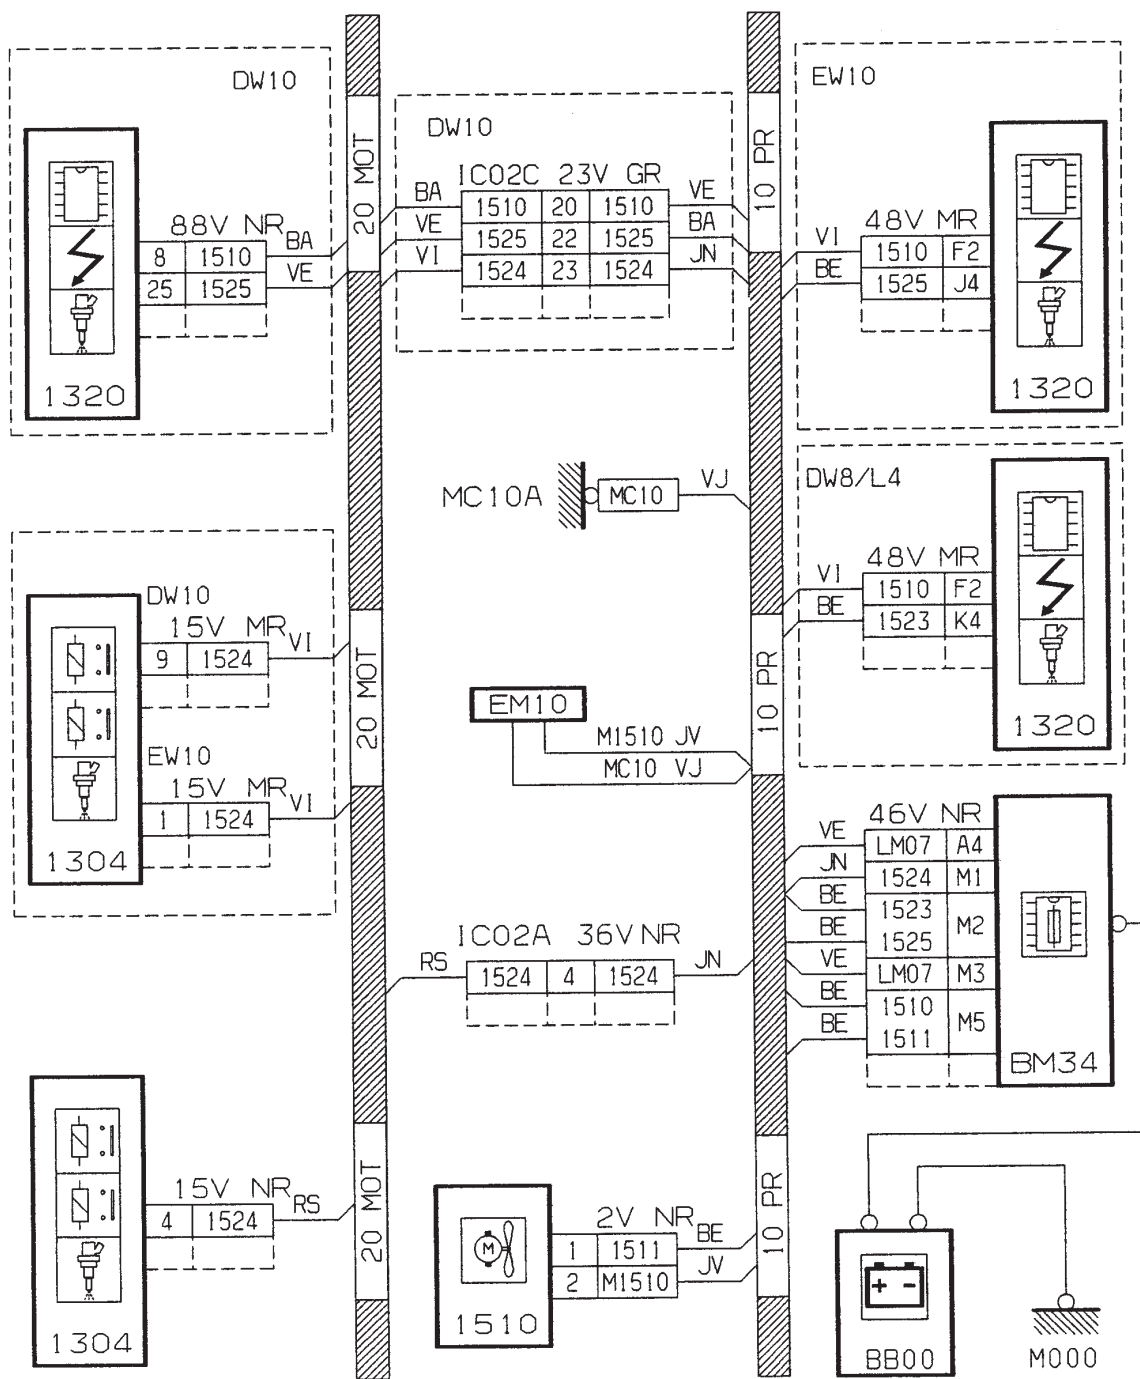 DW10
88V NR
8 1510 BA
25 1525 VE
1320
20 MOT
DW10
IC02C 23V GR
BA 1510 20 1510 VE
VE 1525 22 1525 BA
VI 1524 23 1524 JN
10 PR
EW10
48V MR
VI 1510 F2
BE 1525 J4
1320
MC10A MC10 VJ
DW8/L4
48V MR
VI 1510 F2
BE 1523 K4
1320
DW10
15V MR VI
9 1524
EW10
15V MR VI
1 1524
1304
20 MOT
EM10
M1510 JV
MC10 VJ
10 PR
46V NR
VE LM07 A4
JN 1524 M1
BE 1523 M2
BE 1525
VE LM07 M3
BE 1510 M5
BE 1511
BM34
IC02A 36V NR
RS 1524 4 1524 JN
15V NR RS
4 1524
1304
20 MOT
2V NR
1 1511 BE
2 M1510 JV
M
1510
10 PR
+ -
BB00
M000